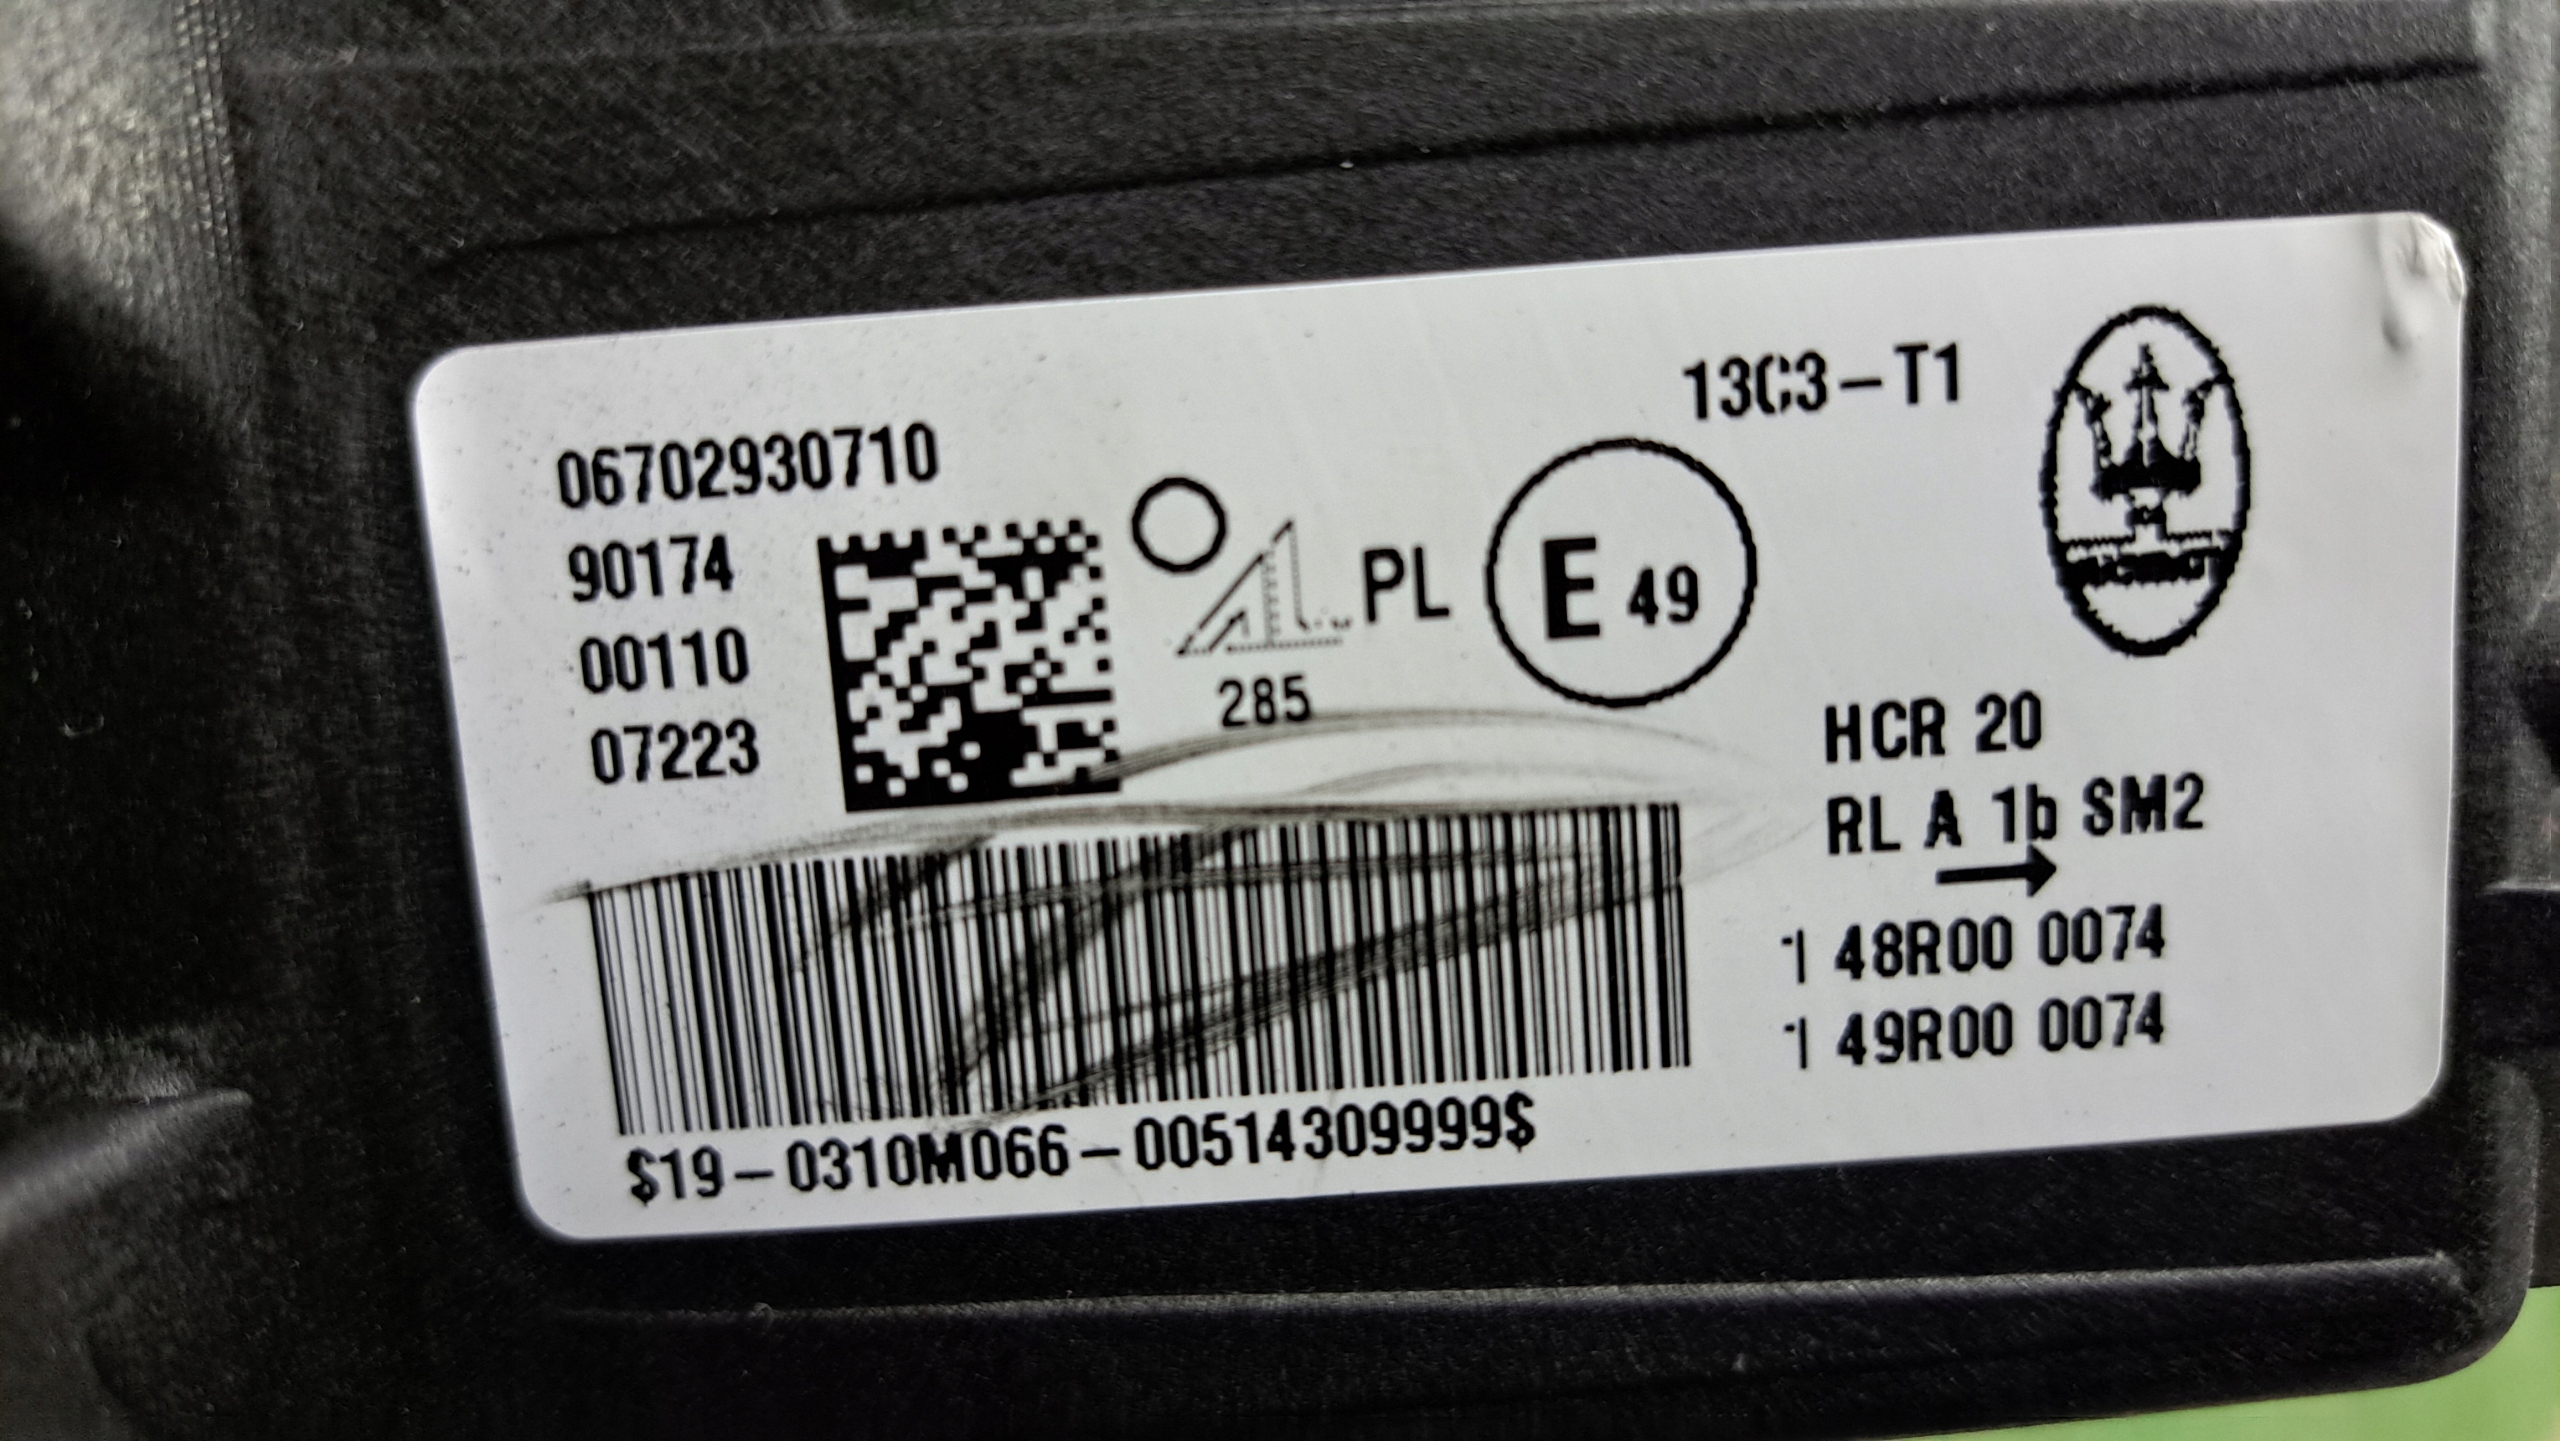 13C3-T1
06702930710
90174
00110
07223
PL
E 49
285
HCR 20
RL A 1b SM2
1 48R00 0074
1 49R00 0074
$19-0310M066-00514309999$